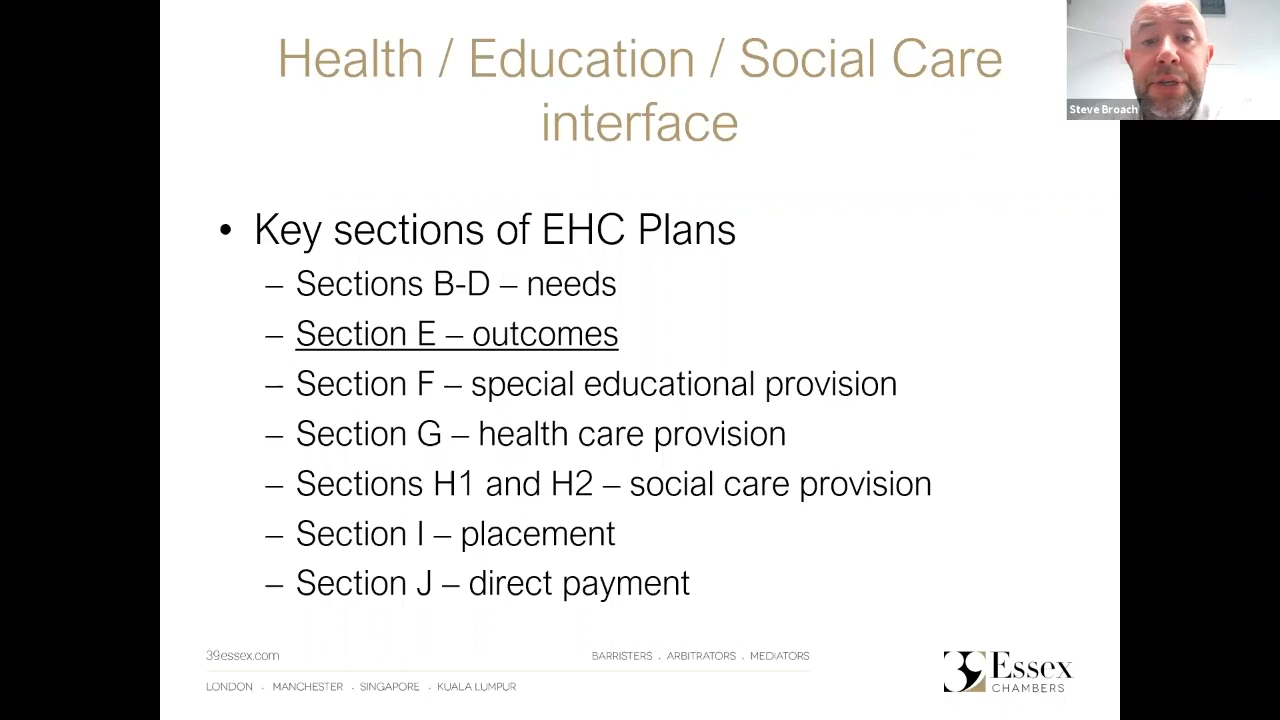 Health / Education / Social Care
interface
Steve Broach
• Key sections of EHC Plans
– Sections B-D – needs
– Section E – outcomes
– Section F – special educational provision
– Section G – health care provision
– Sections H1 and H2 – social care provision
– Section I – placement
– Section J – direct payment
39essex.com
BARRISTERS . ARBITRATORS . MEDIATORS
LONDON . MANCHESTER . SINGAPORE . KUALA LUMPUR
39 Essex
CHAMBERS